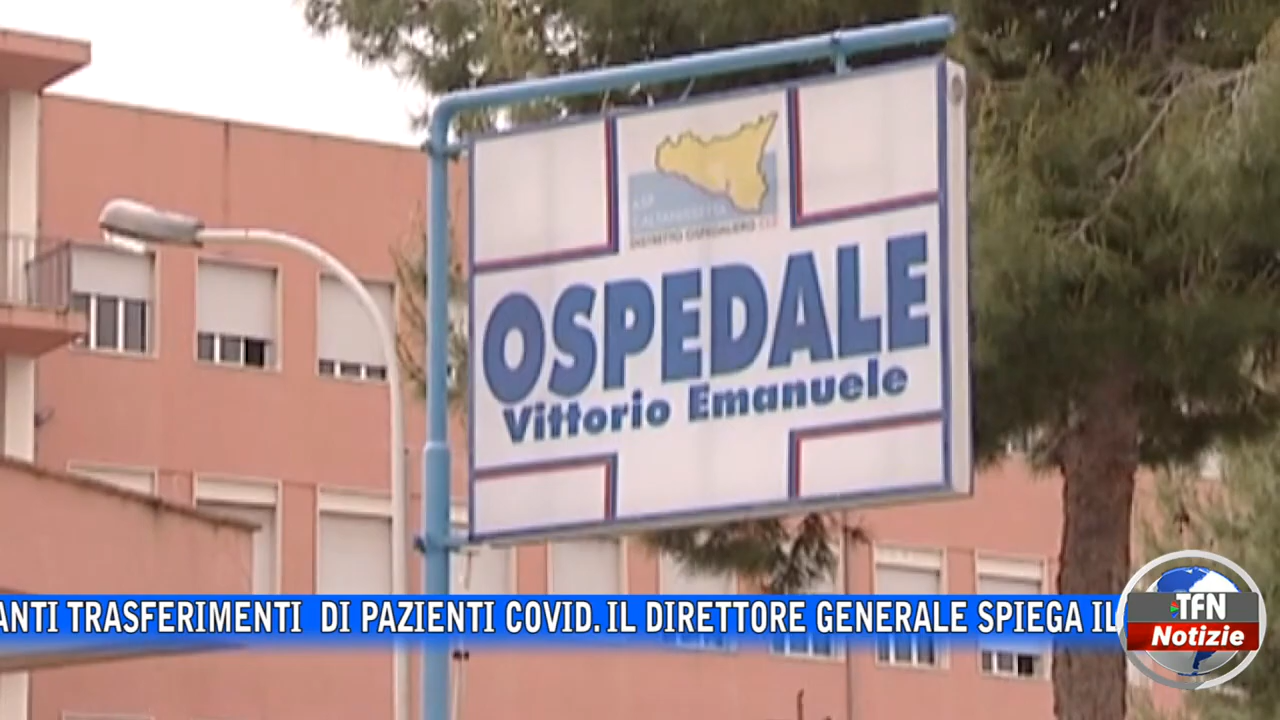 ASP
CALTANISSETTA
DISTRETTO OSPEDALIERO
OSPEDALE
Vittorio Emanuele
ANTI TRASFERIMENTI DI PAZIENTI COVID. IL DIRETTORE GENERALE SPIEGA IL
TFN
Notizie